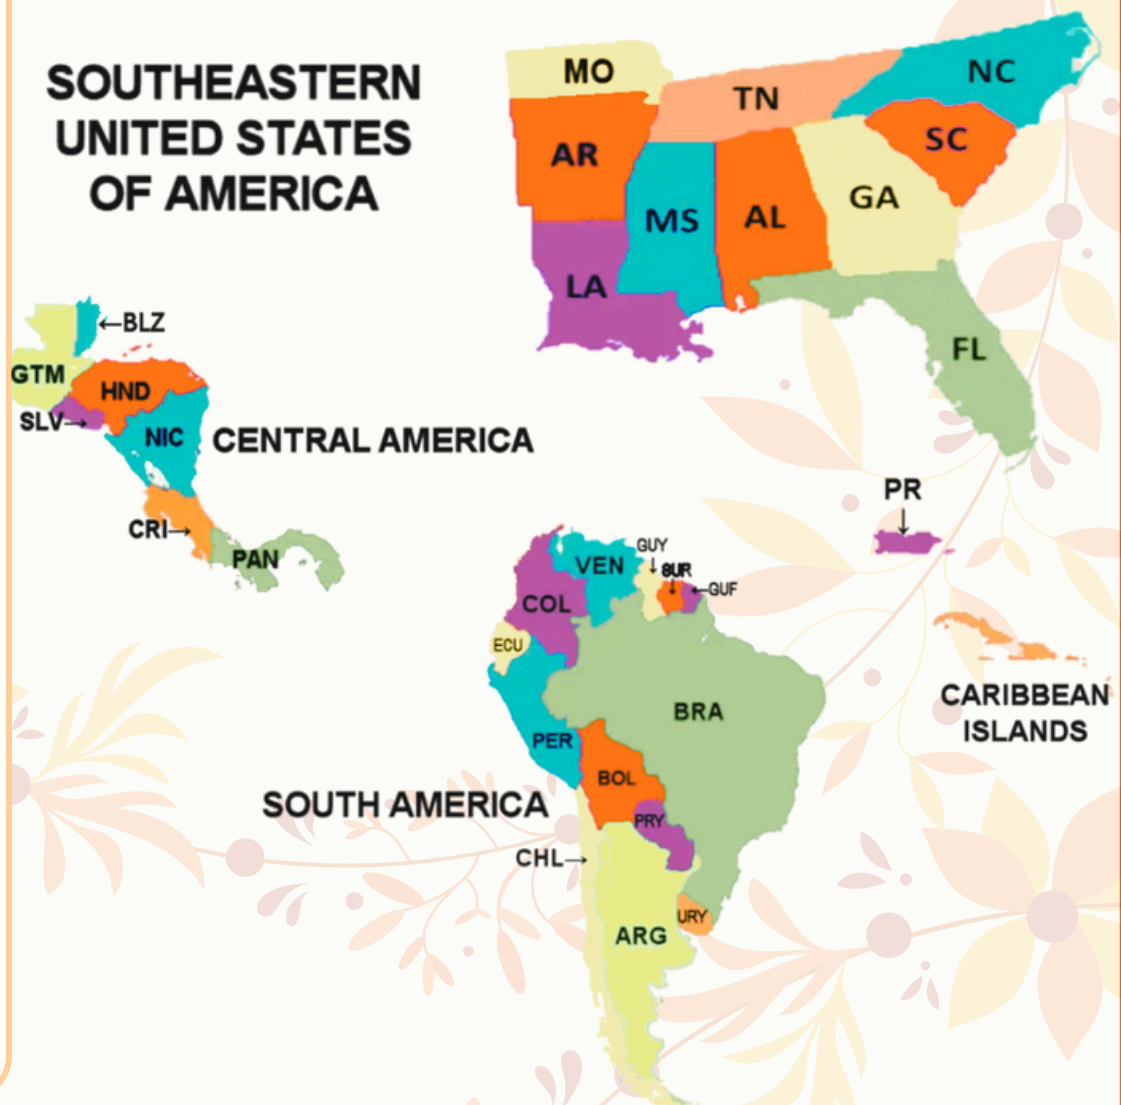 SOUTHEASTERN
UNITED STATES
OF AMERICA
MO
TN
NC
AR
SC
MS
AL
GA
LA
FL
←BLZ
GTM
HND
SLV→
NIC
CENTRAL AMERICA
CRI→
PAN
PR
↓
VEN
GUY
↓
SUR
↓
←GUF
COL
ECU
BRA
PER
BOL
CARIBBEAN
ISLANDS
SOUTH AMERICA
PRY
CHL→
URY
ARG